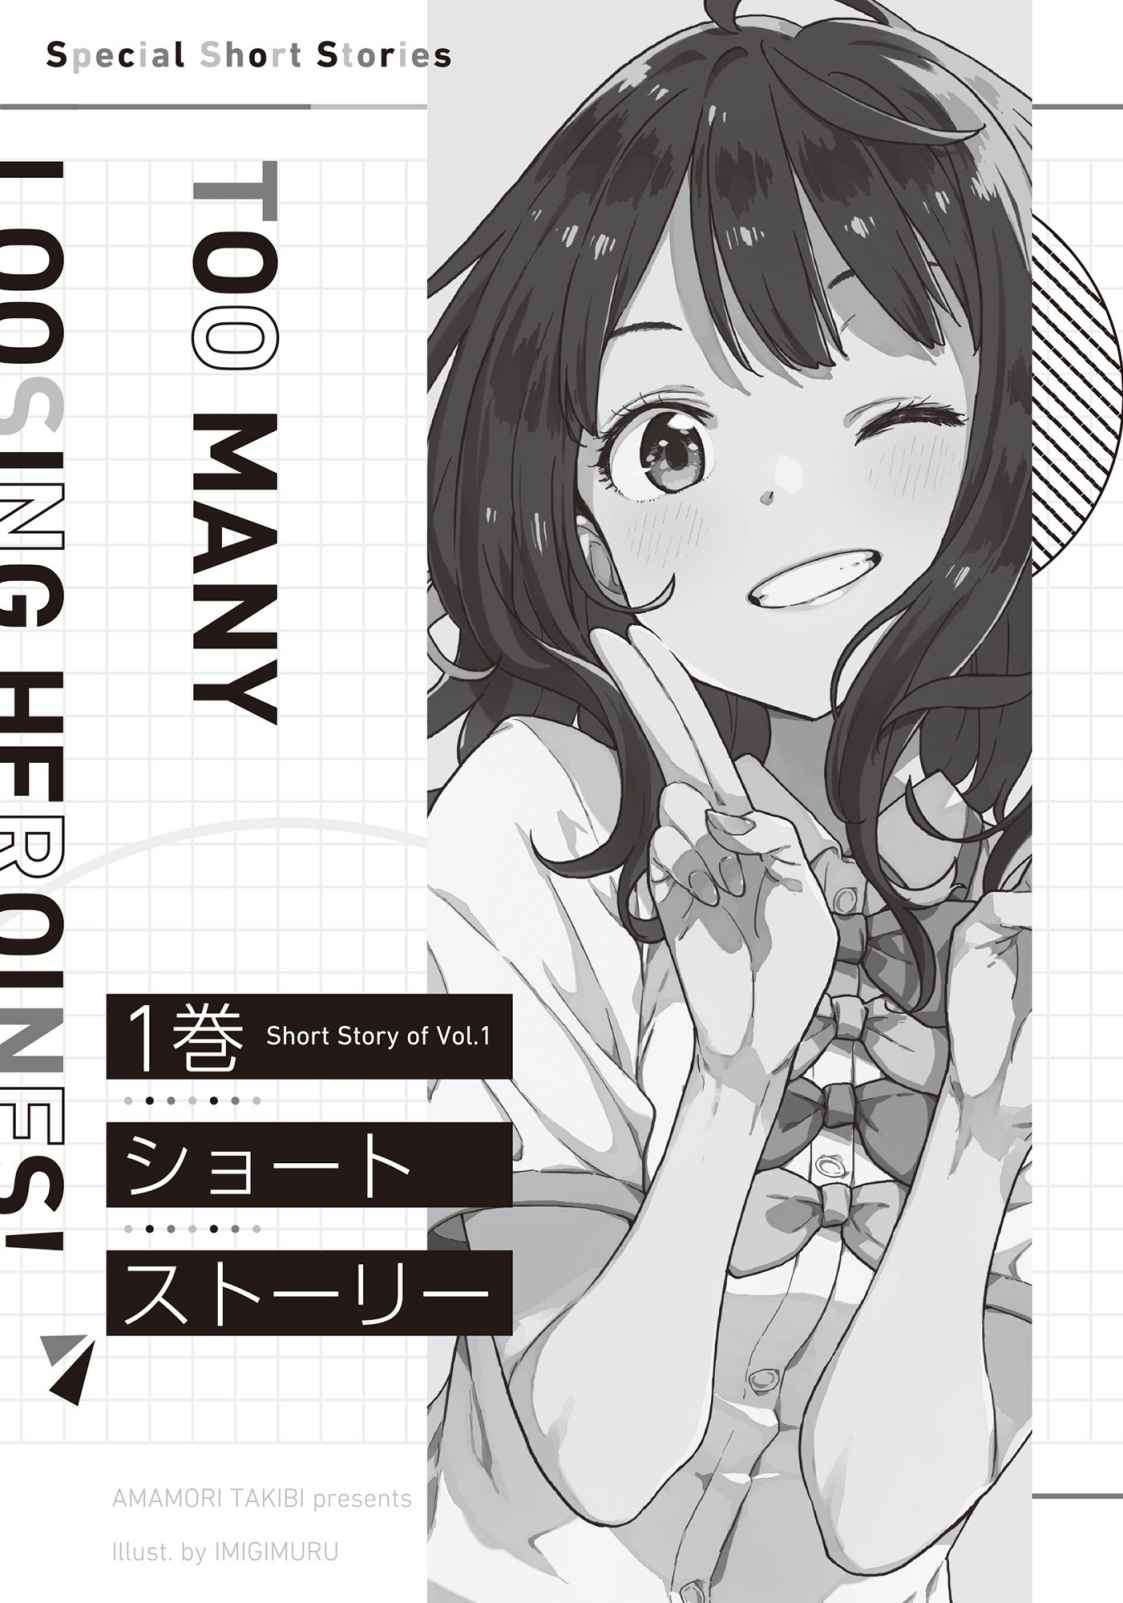 Special Short Stories
TOO MANY
LOOSING HEROINES!
1巻 Short Story of Vol.1
ショート
ストーリー
AMAMORI TAKIBI presents
Illust. by IMIGIMURU